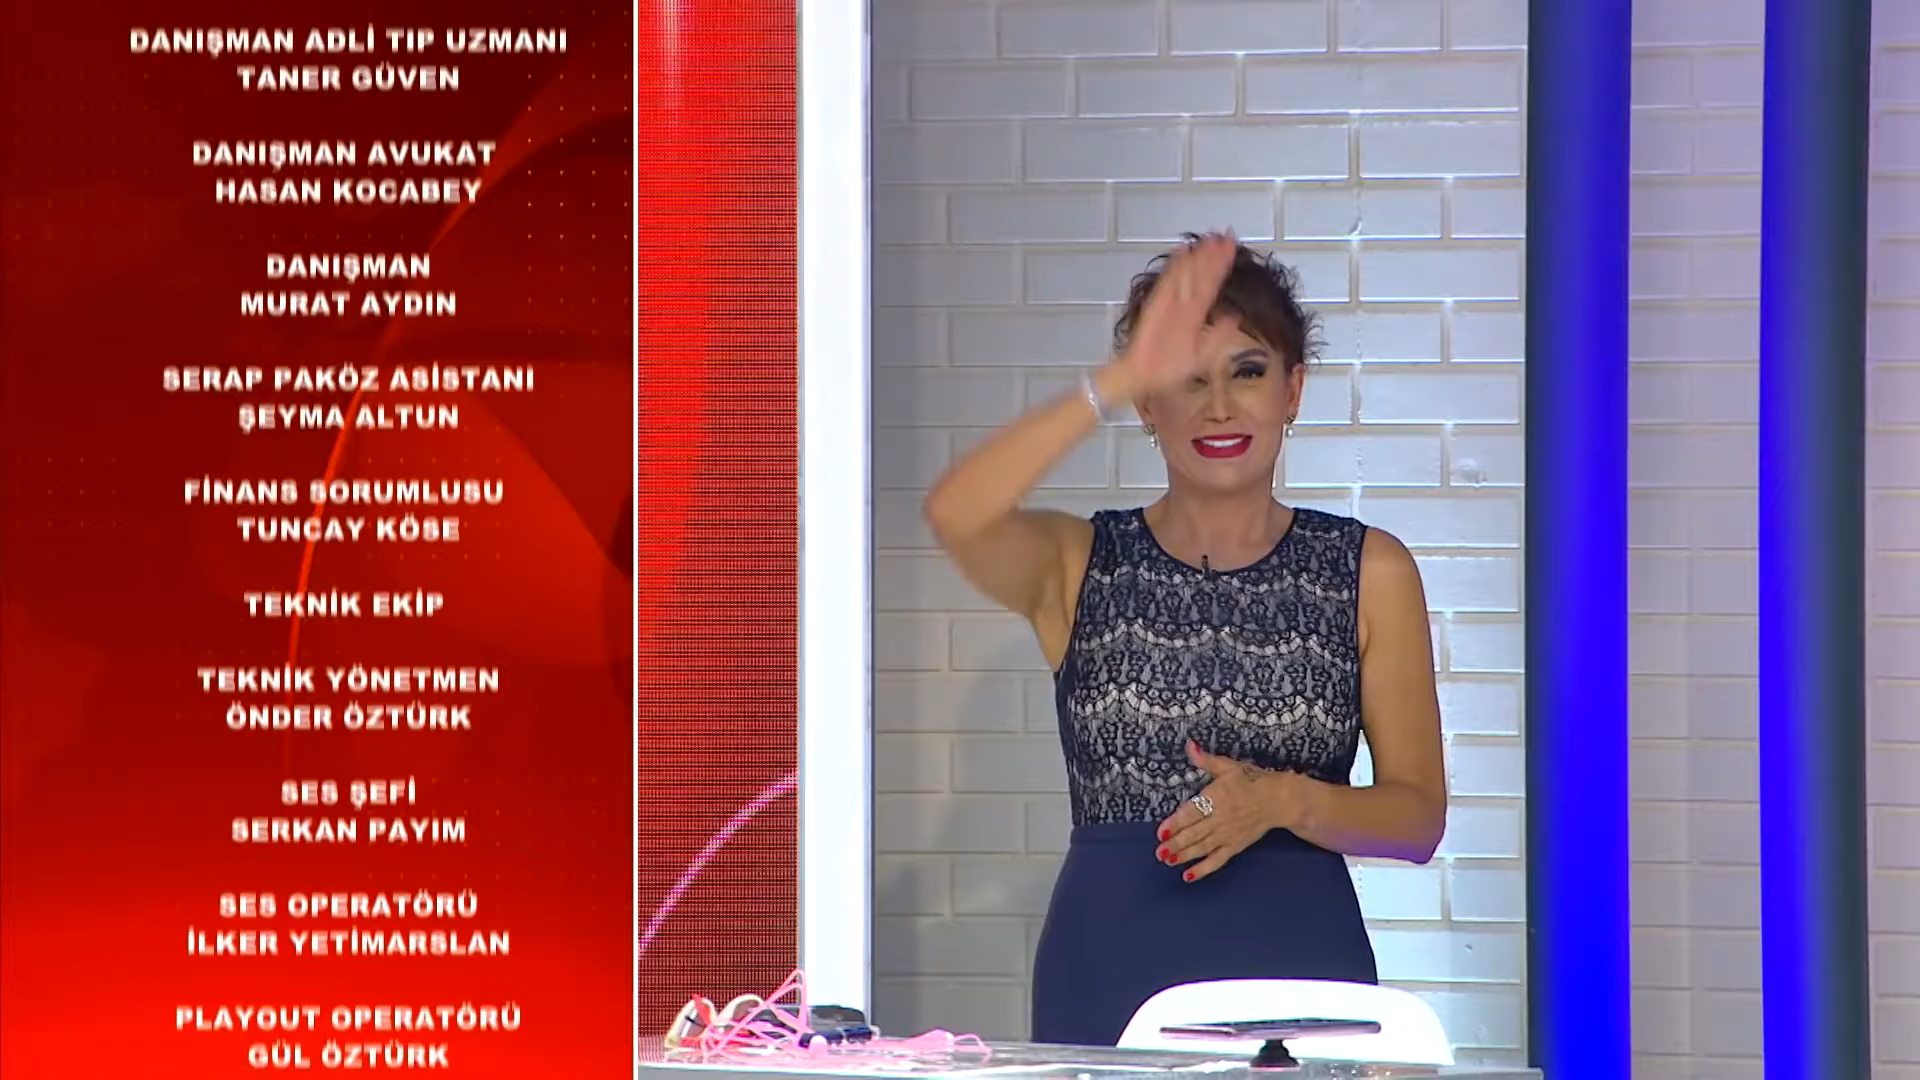 DANIŞMAN ADLİ TIP UZMANI
TANER GÜVEN
DANIŞMAN AVUKAT
HASAN KOCABEY
DANIŞMAN
MURAT AYDIN
SERAP PAKÖZ ASİSTANI
ŞEYMA ALTUN
FİNANS SORUMLUSU
TUNCAY KÖSE
TEKNİK EKİP
TEKNİK YÖNETMEN
ÖNDER ÖZTÜRK
SES ŞEFİ
SERKAN PAYIM
SES OPERATÖRÜ
İLKER YETİMARSLAN
PLAYOUT OPERATÖRÜ
GÜL ÖZTÜRK